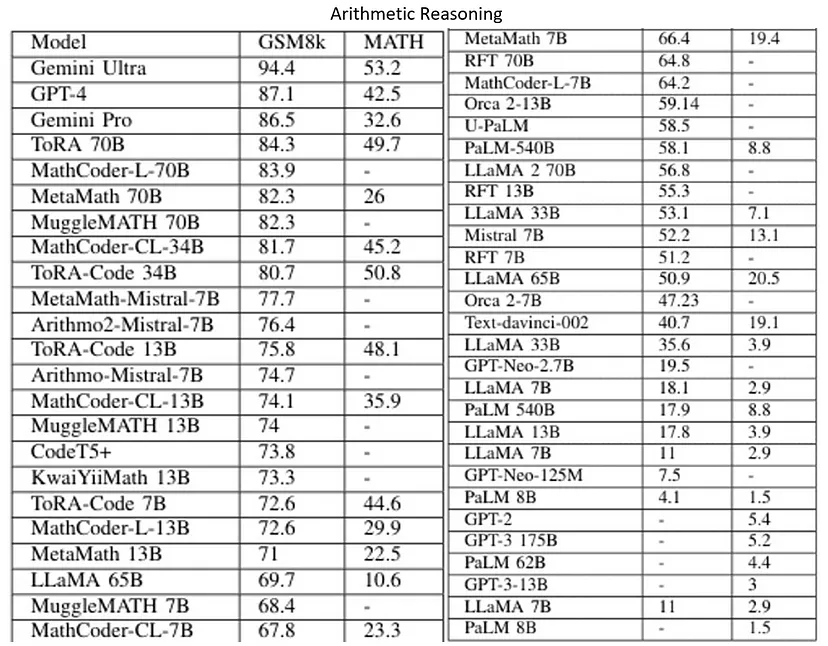 Arithmetic Reasoning
Model GSM8k MATH
Gemini Ultra 94.4 53.2
GPT-4 87.1 42.5
Gemini Pro 86.5 32.6
ToRA 70B 84.3 49.7
MathCoder-L-70B 83.9 -
MetaMath 70B 82.3 26
MuggleMATH 70B 82.3 -
MathCoder-CL-34B 81.7 45.2
ToRA-Code 34B 80.7 50.8
MetaMath-Mistral-7B 77.7 -
Arithmo2-Mistral-7B 76.4 -
ToRA-Code 13B 75.8 48.1
Arithmo-Mistral-7B 74.7 -
MathCoder-CL-13B 74.1 35.9
MuggleMATH 13B 74 -
CodeT5+ 73.8 -
KwaiYiiMath 13B 73.3 -
ToRA-Code 7B 72.6 44.6
MathCoder-L-13B 72.6 29.9
MetaMath 13B 71 22.5
LLaMA 65B 69.7 10.6
MuggleMATH 7B 68.4 -
MathCoder-CL-7B 67.8 23.3
MetaMath 7B 66.4 19.4
RFT 70B 64.8 -
MathCoder-L-7B 64.2 -
Orca 2-13B 59.14 -
U-PaLM 58.5 -
PaLM-540B 58.1 8.8
LLaMA 2 70B 56.8 -
RFT 13B 55.3 -
LLaMA 33B 53.1 7.1
Mistral 7B 52.2 13.1
RFT 7B 51.2 -
LLaMA 65B 50.9 20.5
Orca 2-7B 47.23 -
Text-davinci-002 40.7 19.1
LLaMA 33B 35.6 3.9
GPT-Neo-2.7B 19.5 -
LLaMA 7B 18.1 2.9
PaLM 540B 17.9 8.8
LLaMA 13B 17.8 3.9
LLaMA 7B 11 2.9
GPT-Neo-125M 7.5 -
PaLM 8B 4.1 1.5
GPT-2 - 5.4
GPT-3 175B - 5.2
PaLM 62B - 4.4
GPT-3-13B - 3
LLaMA 7B 11 2.9
PaLM 8B - 1.5